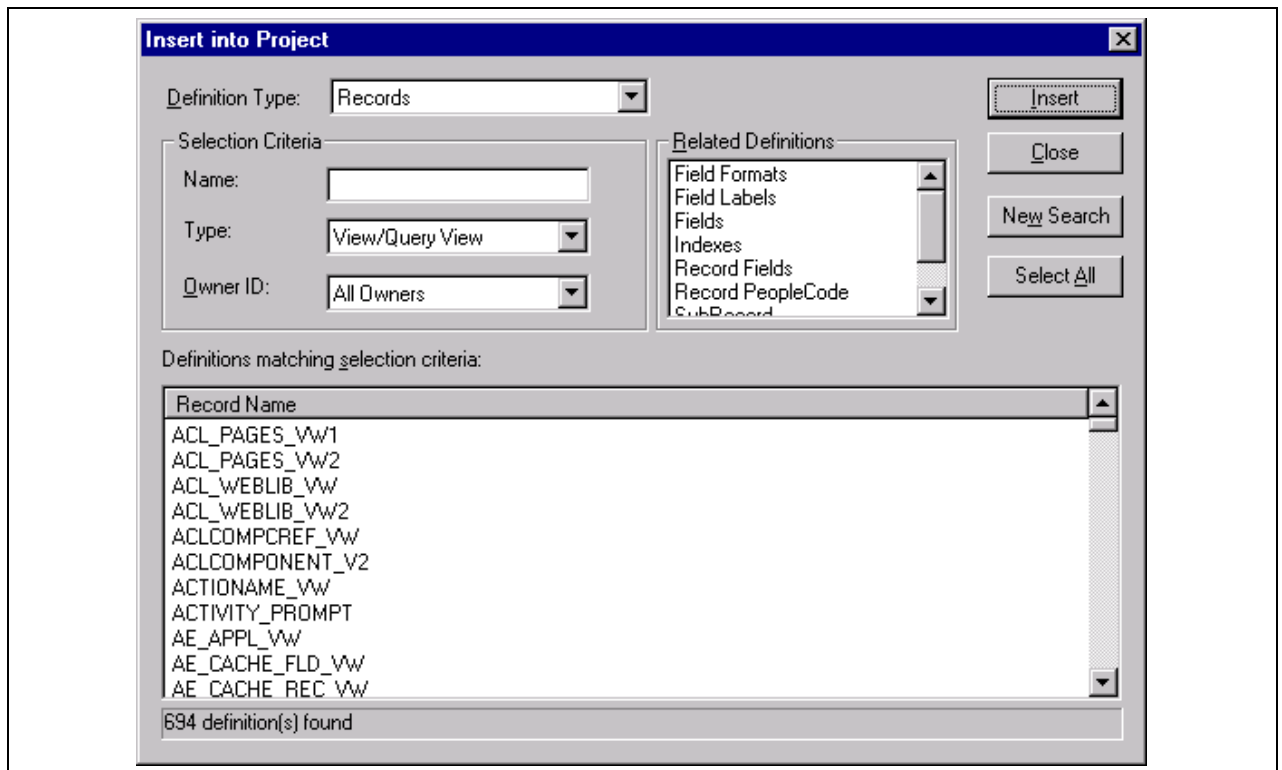 Insert into Project
Definition Type: Records
Insert
Selection Criteria
Name:
Type: View/Query View
Owner ID: All Owners
Related Definitions
Field Formats
Field Labels
Fields
Indexes
Record Fields
Record PeopleCode
SubRecord
Close
New Search
Select All
Definitions matching selection criteria:
Record Name
ACL_PAGES_VW1
ACL_PAGES_VW2
ACL_WEBLIB_VW
ACL_WEBLIB_VW2
ACLCOMPCREF_VW
ACLCOMPONENT_V2
ACTIONAME_VW
ACTIVITY_PROMPT
AE_APPL_VW
AE_CACHE_FLD_VW
AE_CACHE_REC_VW
694 definition(s) found